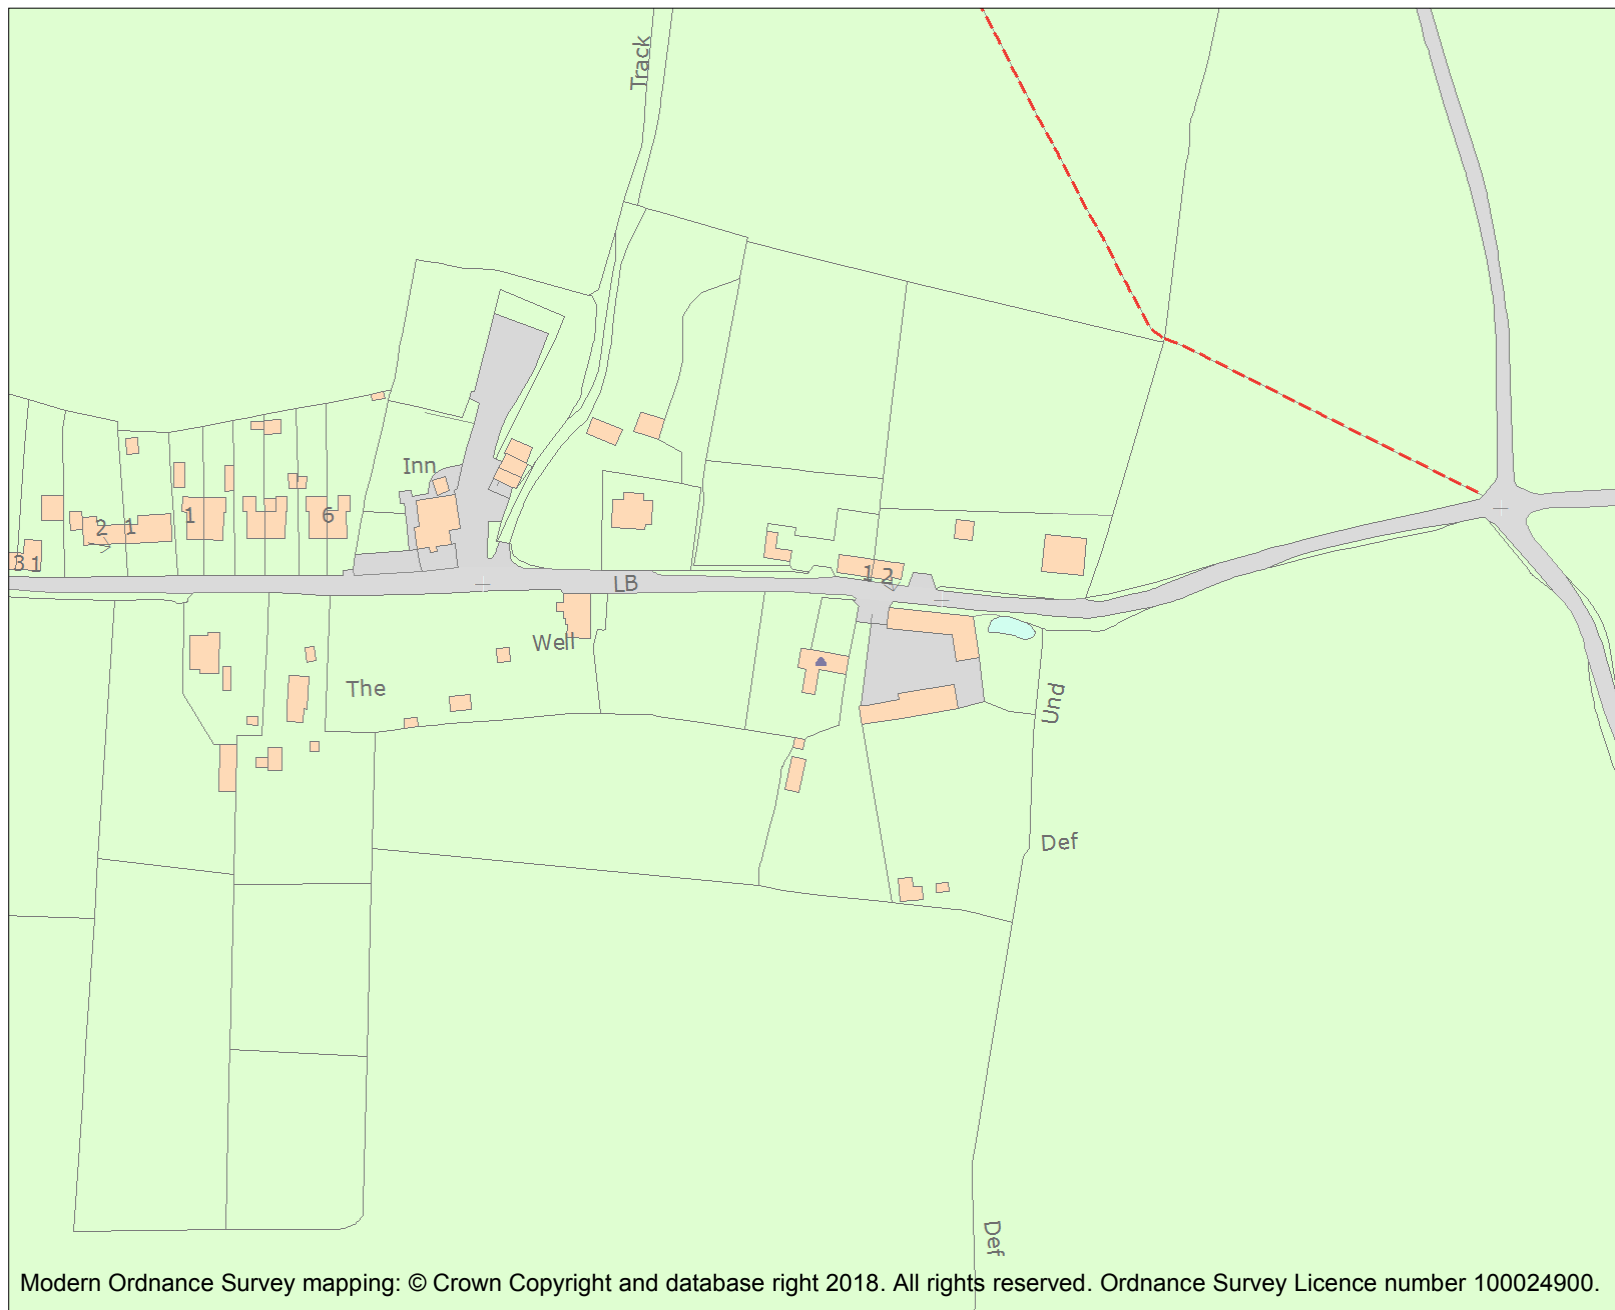 Track
Inn
2 1
1
6
3 1
LB
1 2
Well
The
Und
Def
Def
Modern Ordnance Survey mapping: © Crown Copyright and database right 2018. All rights reserved. Ordnance Survey Licence number 100024900.